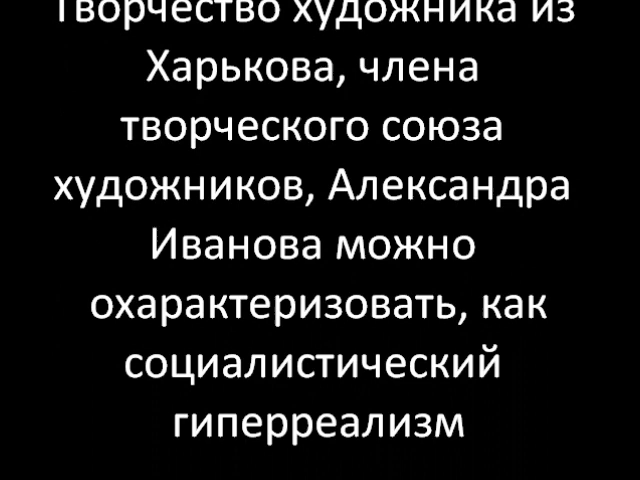 Творчество художника из
Харькова, члена
творческого союза
художников, Александра
Иванова можно
охарактеризовать, как
социалистический
гиперреализм